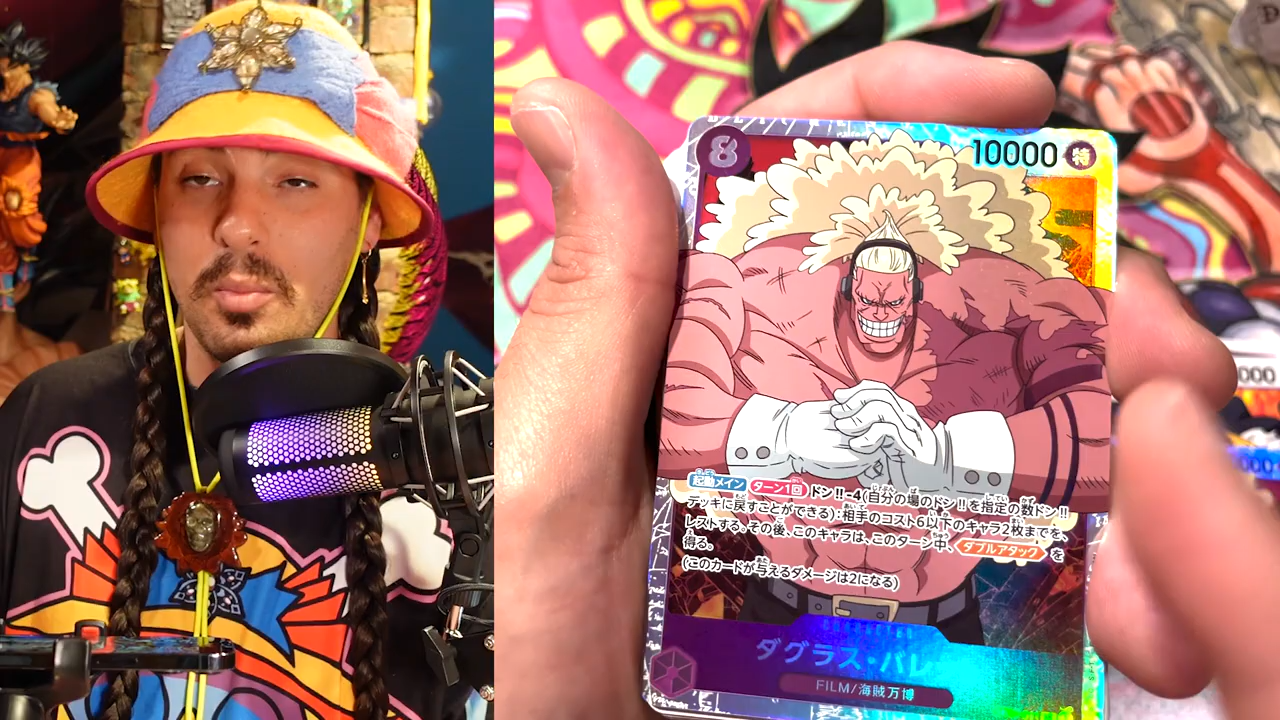 8
10000 特
起動メイン ターン1回 ドン!!-4(自分の場のドン!!を指定の数ドン!!
デッキに戻すことができる):相手のコスト6以下のキャラ2枚までを、
レストする。その後、このキャラは、このターン中、ダブルアタック を
得る。
(このカードが与えるダメージは2になる)
CHARACTER
ダグラス・バレ
FILM/海賊万博